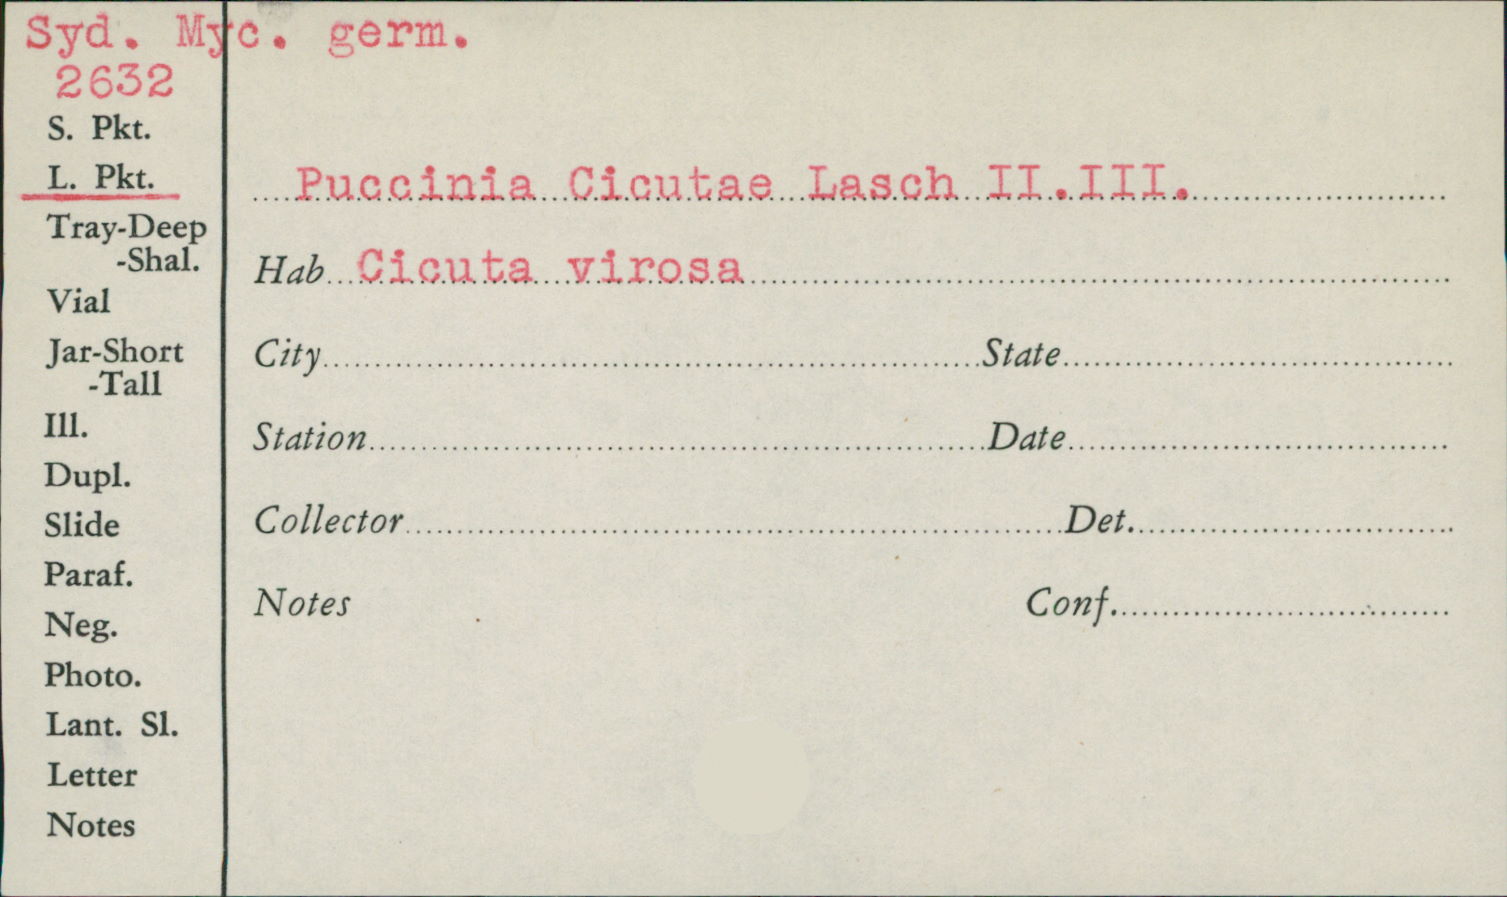 Syd. Myc. germ.
2632
S. Pkt.
L. Pkt.
Tray-Deep
-Shal.
Vial
Jar-Short
-Tall
Ill.
Dupl.
Slide
Paraf.
Neg.
Photo.
Lant. Sl.
Letter
Notes
Puccinia Cicutae Lasch II.III.
Hab Cicuta virosa
City State
Station Date
Collector Det.
Notes Conf.